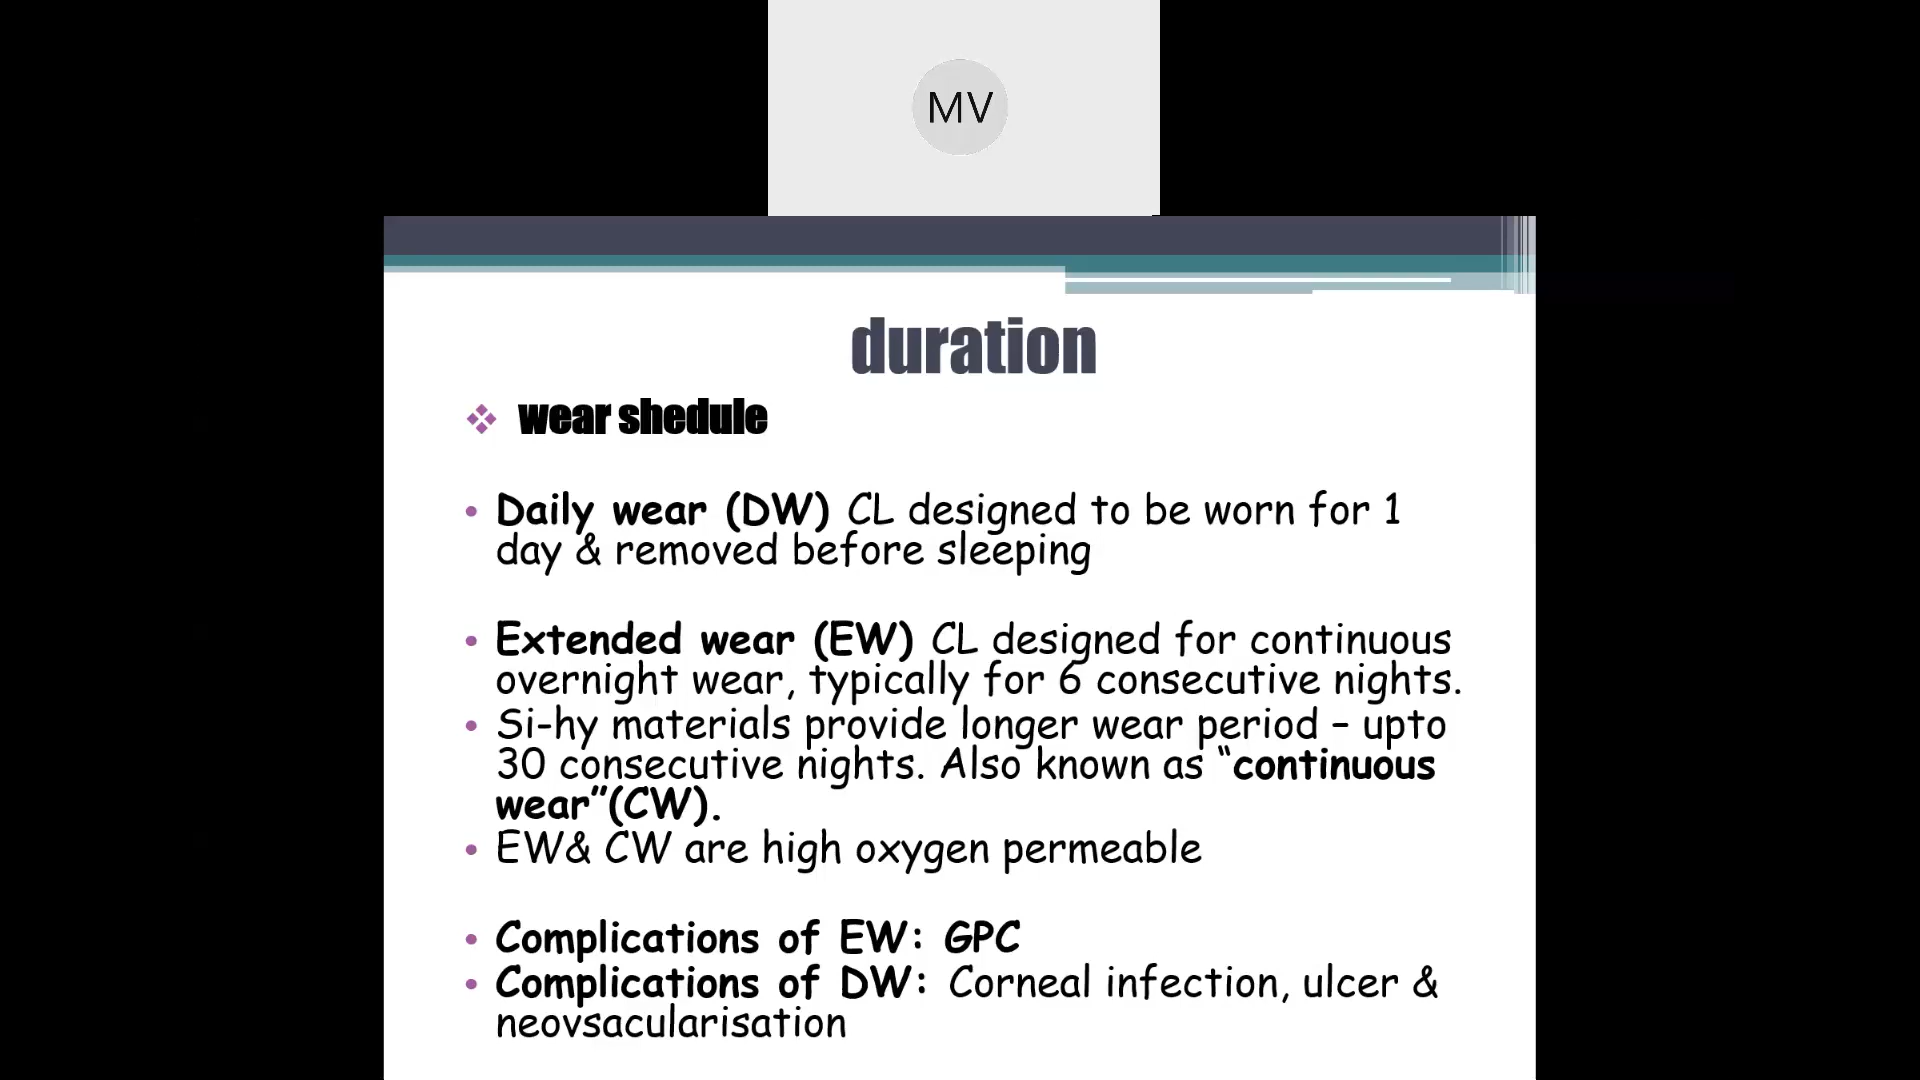 MV
duration
wear shedule
Daily wear (DW) CL designed to be worn for 1
day & removed before sleeping
Extended wear (EW) CL designed for continuous
overnight wear, typically for 6 consecutive nights.
Si-hy materials provide longer wear period – upto
30 consecutive nights. Also known as “continuous
wear”(CW).
EW& CW are high oxygen permeable
Complications of EW: GPC
Complications of DW: Corneal infection, ulcer &
neovsacularisation